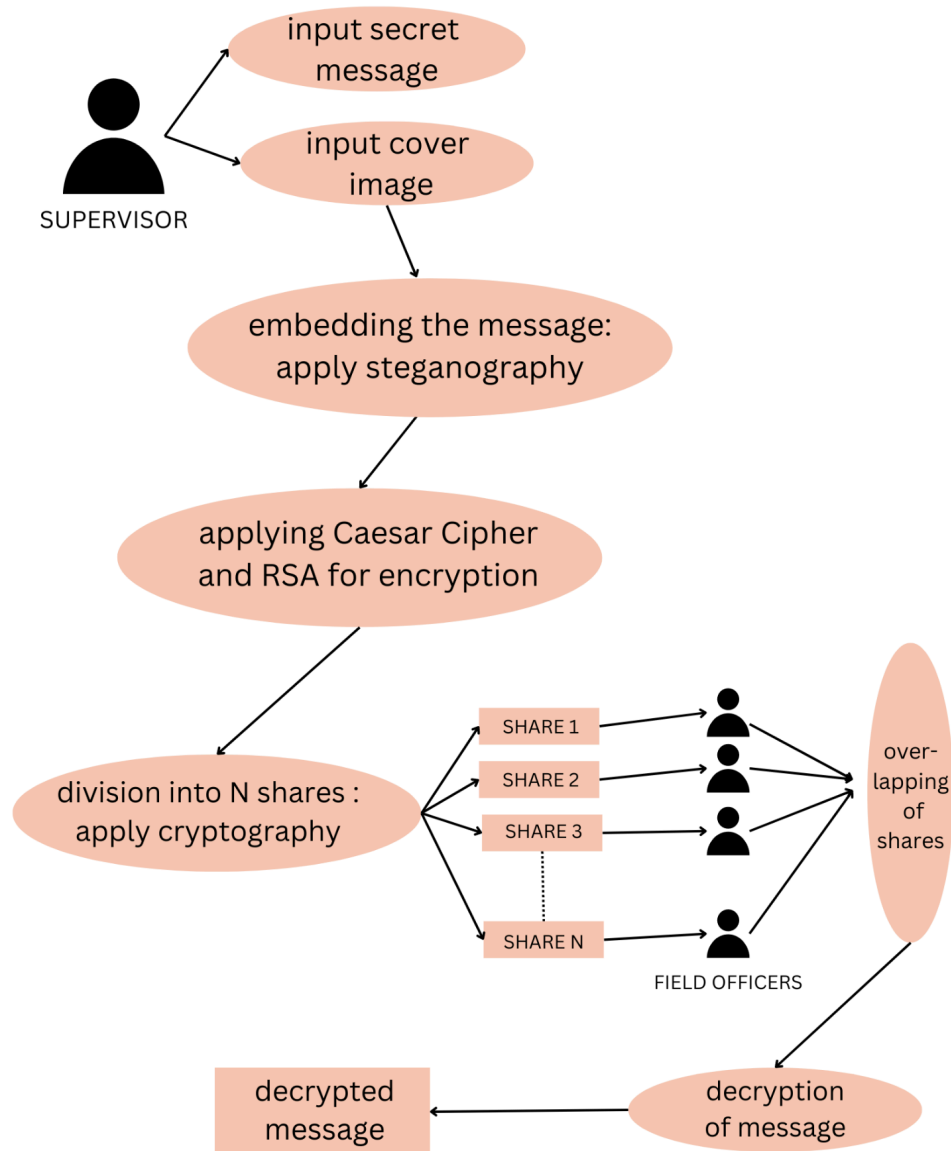 input secret
message
input cover
image
SUPERVISOR
embedding the message:
apply steganography
applying Caesar Cipher
and RSA for encryption
division into N shares :
apply cryptography
SHARE 1
SHARE 2
SHARE 3
SHARE N
FIELD OFFICERS
over-
lapping
of
shares
decryption
of message
decrypted
message